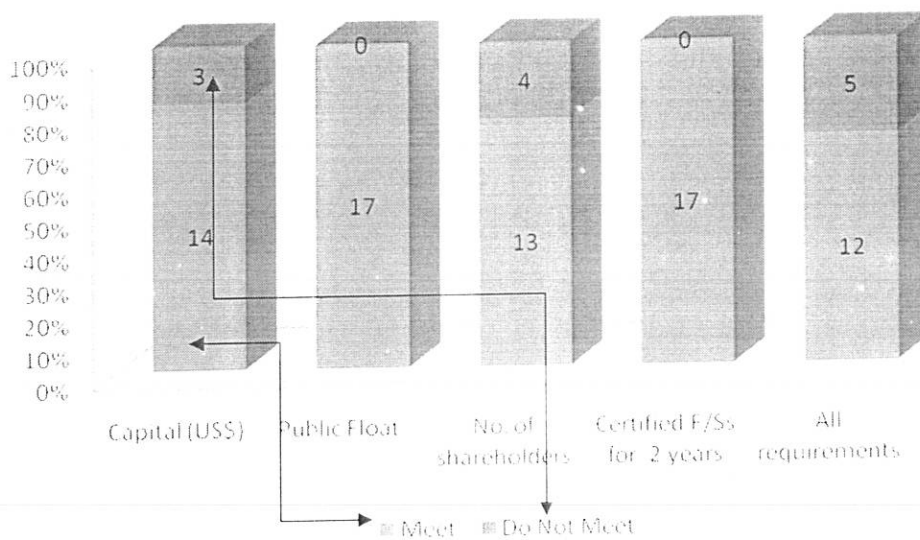 100%
90%
80%
70%
60%
50%
40%
30%
20%
10%
0%
3
0
4
0
5
14
17
13
17
12
Capital (US$)
Public Float
No. of
shareholders
Certified F/Ss
for 2 years
All
requirements
Meet
Do Not Meet